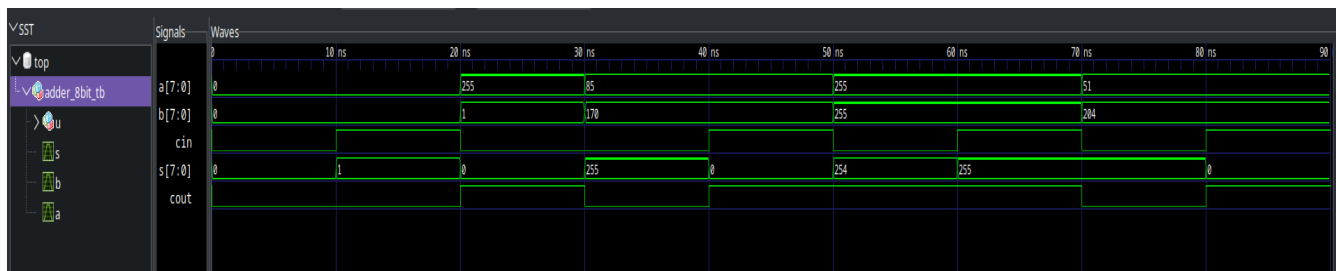 SST
Signals
Waves
0 10 ns 20 ns 30 ns 40 ns 50 ns 60 ns 70 ns 80 ns 90
top
adder_8bit_tb
u
s
b
a
a[7:0] 0 255 85 255 51
b[7:0] 0 1 170 255 204
cin
s[7:0] 0 1 0 255 0 254 255 0
cout